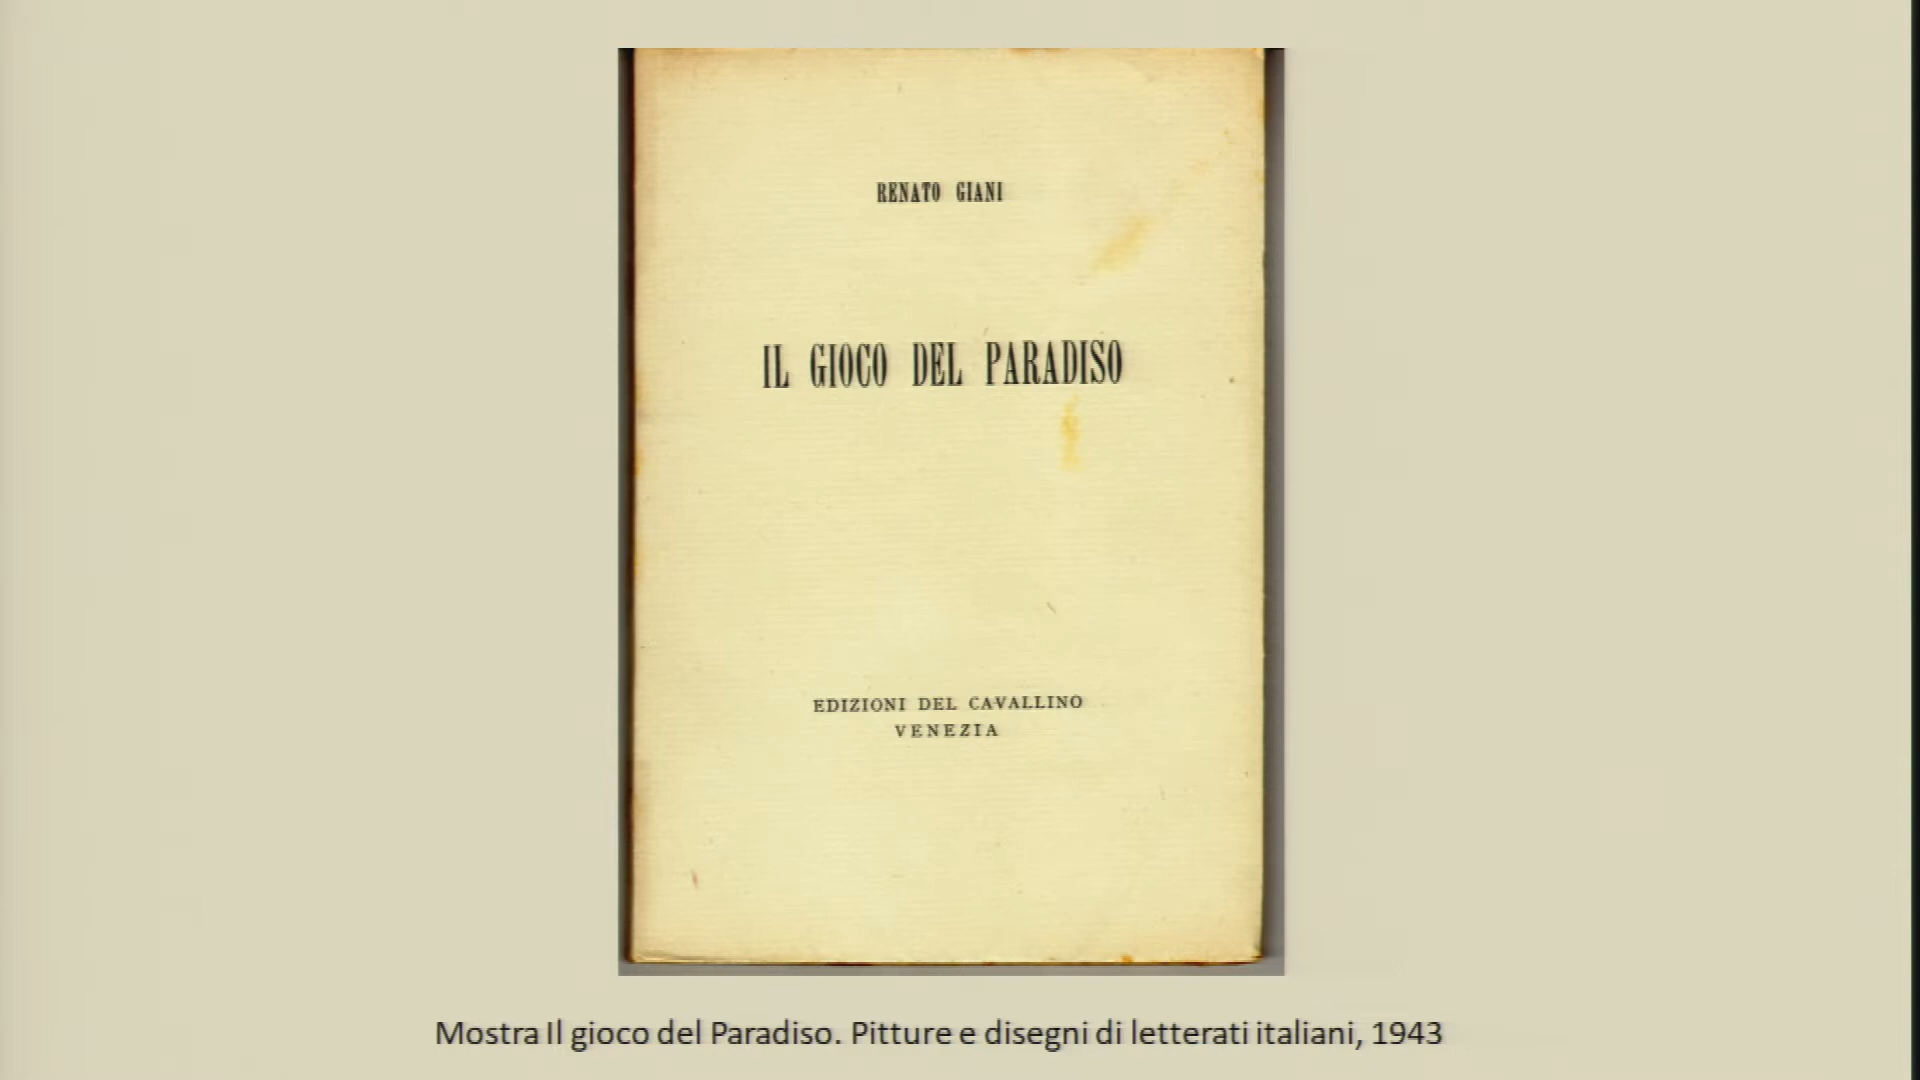 RENATO GIANI
IL GIOCO DEL PARADISO
EDIZIONI DEL CAVALLINO
VENEZIA
Mostra Il gioco del Paradiso. Pitture e disegni di letterati italiani, 1943